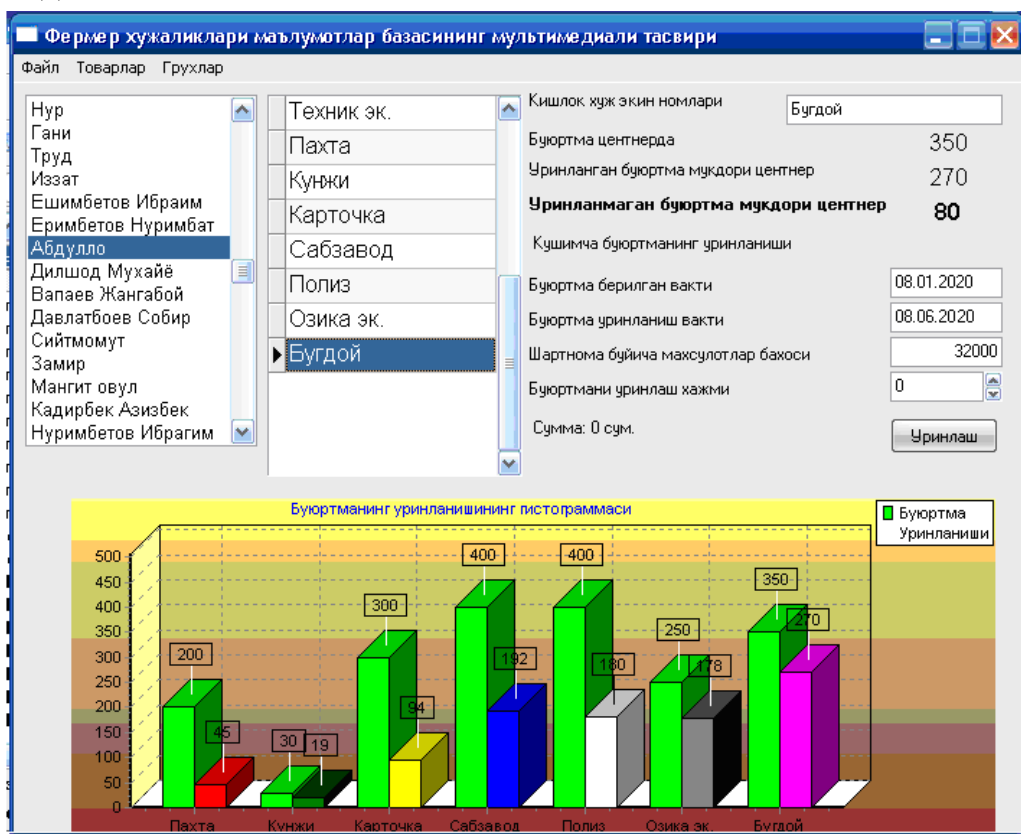 Фермер хужаликлари маълумотлар базасининг мультимедиали тасвири
Файл Товарлар Грухлар
Нур
Гани
Труд
Иззат
Ешимбетов Ибраим
Еримбетов Нуримбат
Абдулло
Дилшод Мухайё
Вапаев Жангабой
Давлатбоев Собир
Сийтмомут
Замир
Мангит овул
Кадирбек Азизбек
Нуримбетов Ибрагим
Техник эк.
Пахта
Кунжи
Карточка
Сабзавод
Полиз
Озика эк.
Бугдой
Кишлок хуж экин номлари Бугдой
Буюртма центнерда 350
Уринланган буюртма мукдори центнер 270
Уринланмаган буюртма мукдори центнер 80
Кушимча буюртманинг уринланиши
Буюртма берилган вакти 08.01.2020
Буюртма уринланиш вакти 08.06.2020
Шартнома буйича махсулотлар бахоси 32000
Буюртмани уринлаш хажми 0
Сумма: 0 сум. Уринлаш
Буюртманинг уринланишининг гистограммаси
Буюртма
Уринланиши
500
450
400
350
300
250
200
150
100
50
0
200 45 30 19 300 94 400 192 400 180 250 178 350 270
Пахта Кунжи Карточка Сабзавод Полиз Озика эк. Бугдой